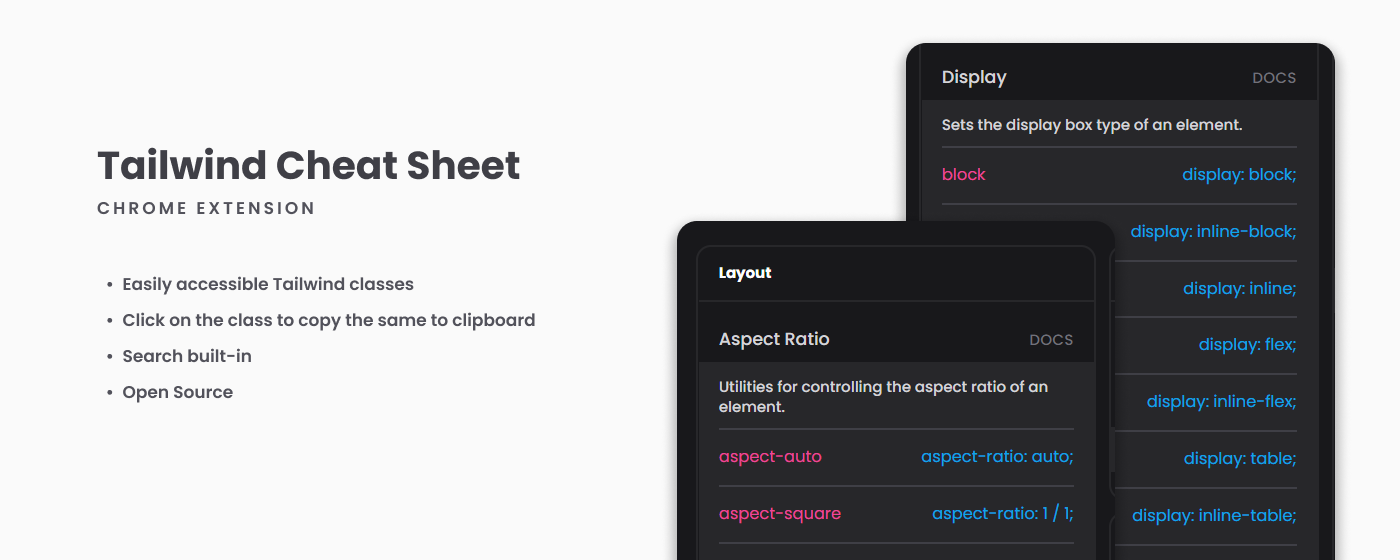 Tailwind Cheat Sheet
CHROME EXTENSION
• Easily accessible Tailwind classes
• Click on the class to copy the same to clipboard
• Search built-in
• Open Source
Layout
Aspect Ratio DOCS
Utilities for controlling the aspect ratio of an
element.
aspect-auto aspect-ratio: auto;
aspect-square aspect-ratio: 1 / 1;
Display DOCS
Sets the display box type of an element.
block display: block;
display: inline-block;
display: inline;
display: flex;
display: inline-flex;
display: table;
display: inline-table;